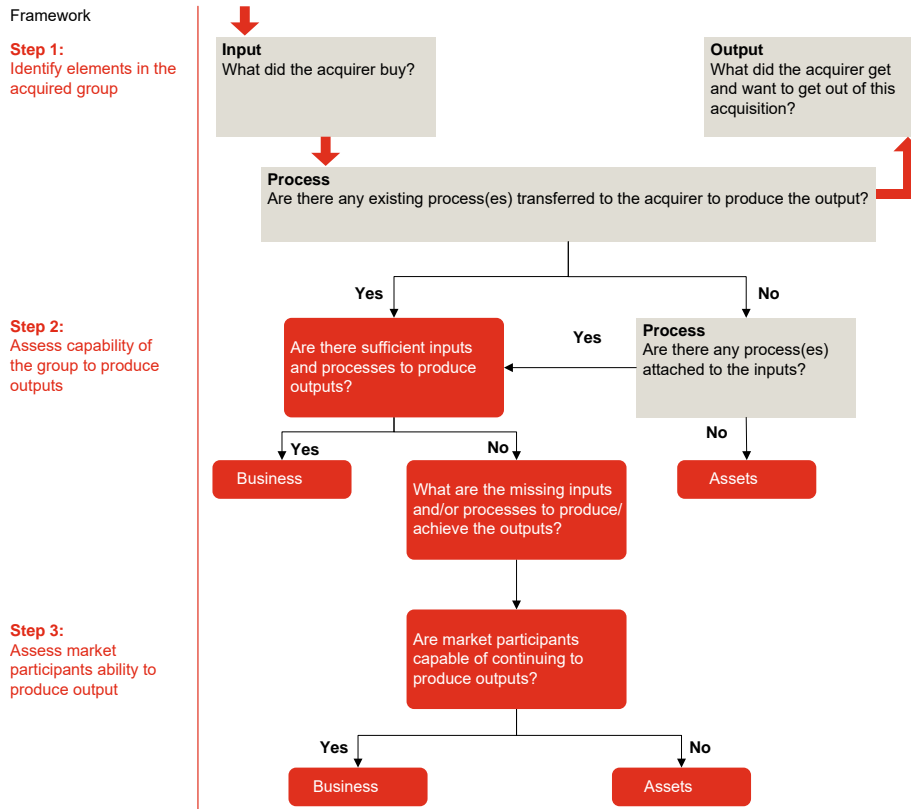 Framework
Step 1:
Identify elements in the
acquired group
Input
What did the acquirer buy?
Output
What did the acquirer get
and want to get out of this
acquisition?
Process
Are there any existing process(es) transferred to the acquirer to produce the output?
Yes
No
Step 2:
Assess capability of
the group to produce
outputs
Are there sufficient inputs
and processes to produce
outputs?
Yes
Process
Are there any process(es)
attached to the inputs?
Yes
No
No
Business
What are the missing inputs
and/or processes to produce/
achieve the outputs?
Assets
Step 3:
Assess market
participants ability to
produce output
Are market participants
capable of continuing to
produce outputs?
Yes
No
Business
Assets